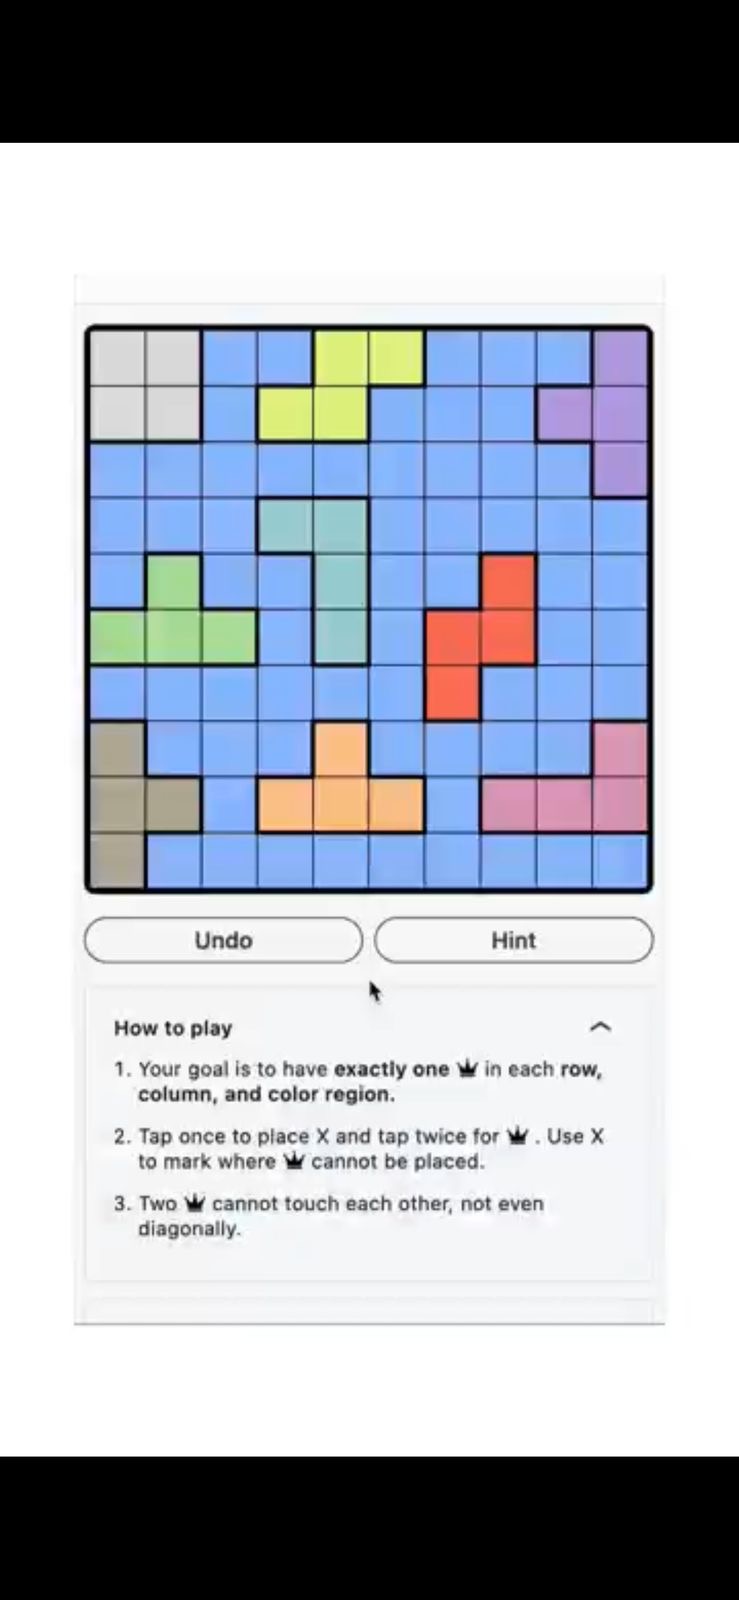 Undo
Hint
How to play
1. Your goal is to have exactly one 👑 in each row,
column, and color region.
2. Tap once to place X and tap twice for 👑 . Use X
to mark where 👑 cannot be placed.
3. Two 👑 cannot touch each other, not even
diagonally.